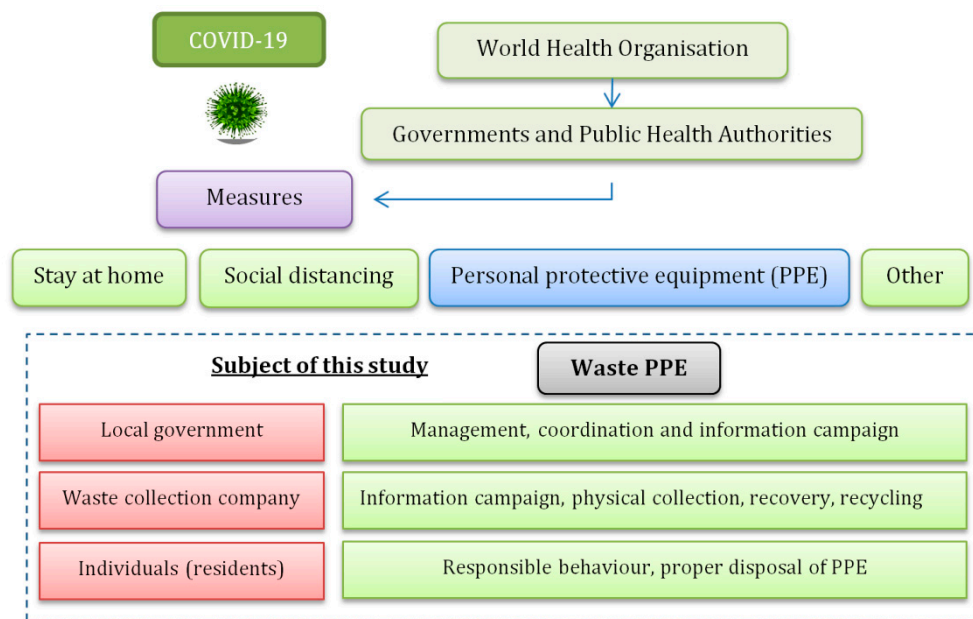 COVID-19
World Health Organisation
Governments and Public Health Authorities
Measures
Stay at home
Social distancing
Personal protective equipment (PPE)
Other
Subject of this study
Waste PPE
Local government
Management, coordination and information campaign
Waste collection company
Information campaign, physical collection, recovery, recycling
Individuals (residents)
Responsible behaviour, proper disposal of PPE